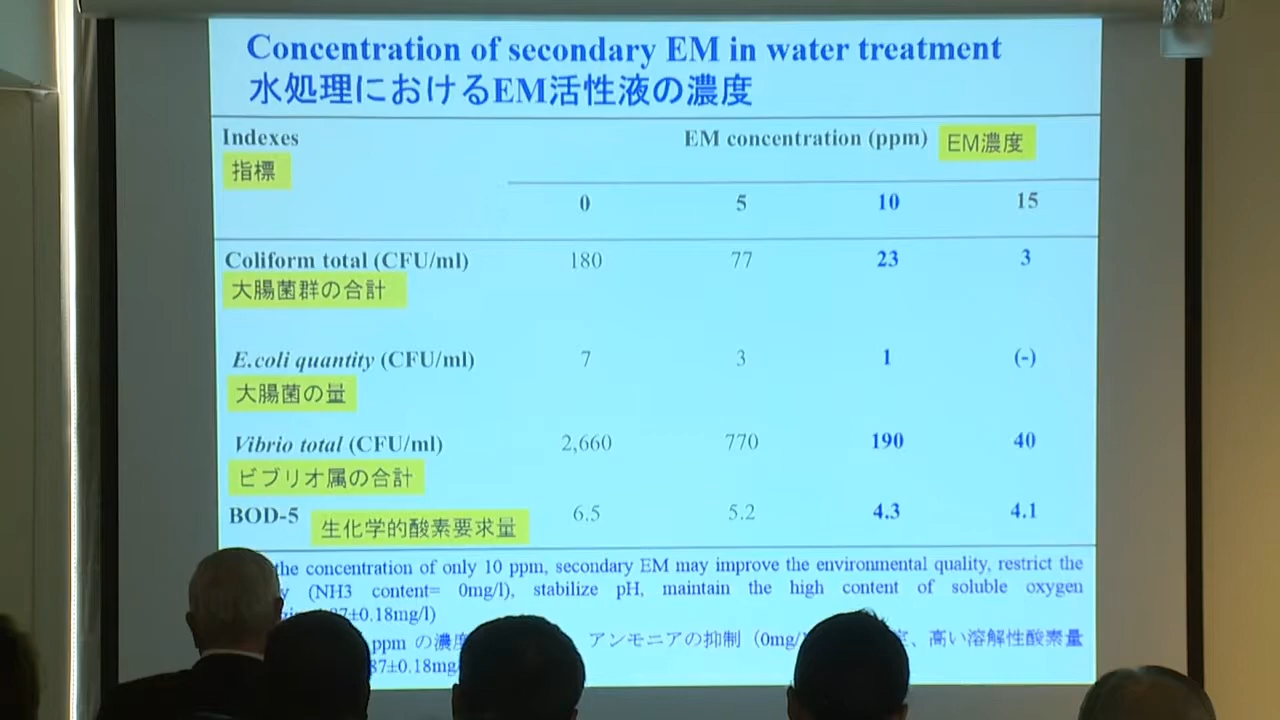 Concentration of secondary EM in water treatment
水処理におけるEM活性液の濃度
Indexes EM concentration (ppm) EM濃度
指標
0 5 10 15
Coliform total (CFU/ml) 180 77 23 3
大腸菌群の合計
E.coli quantity (CFU/ml) 7 3 1 (-)
大腸菌の量
Vibrio total (CFU/ml) 2,660 770 190 40
ビブリオ属の合計
BOD-5 生化学的酸素要求量 6.5 5.2 4.3 4.1
the concentration of only 10 ppm, secondary EM may improve the environmental quality, restrict the
(NH3 content= 0mg/l), stabilize pH, maintain the high content of soluble oxygen
87±0.18mg/l)
ppm の濃度 アンモニアの抑制（0mg/ 、高い溶解性酸素量
87±0.18mg